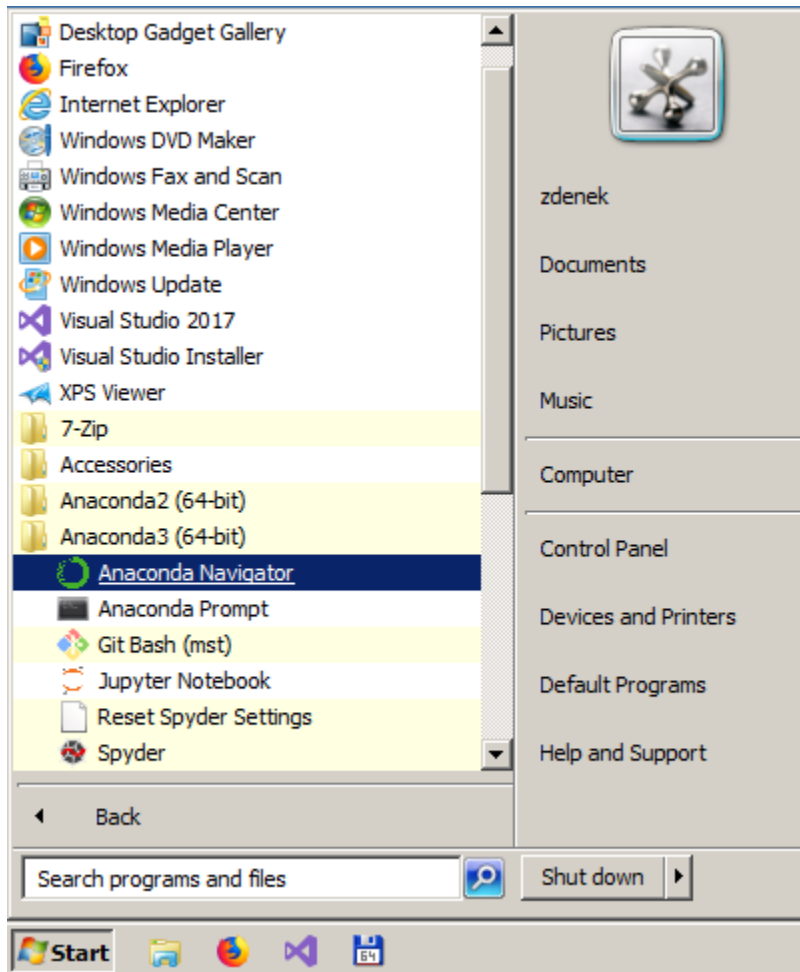 Desktop Gadget Gallery
Firefox
Internet Explorer
Windows DVD Maker
Windows Fax and Scan
Windows Media Center
Windows Media Player
Windows Update
Visual Studio 2017
Visual Studio Installer
XPS Viewer
7-Zip
Accessories
Anaconda2 (64-bit)
Anaconda3 (64-bit)
Anaconda Navigator
Anaconda Prompt
Git Bash (mst)
Jupyter Notebook
Reset Spyder Settings
Spyder
Back
Search programs and files
zdenek
Documents
Pictures
Music
Computer
Control Panel
Devices and Printers
Default Programs
Help and Support
Shut down
Start
64